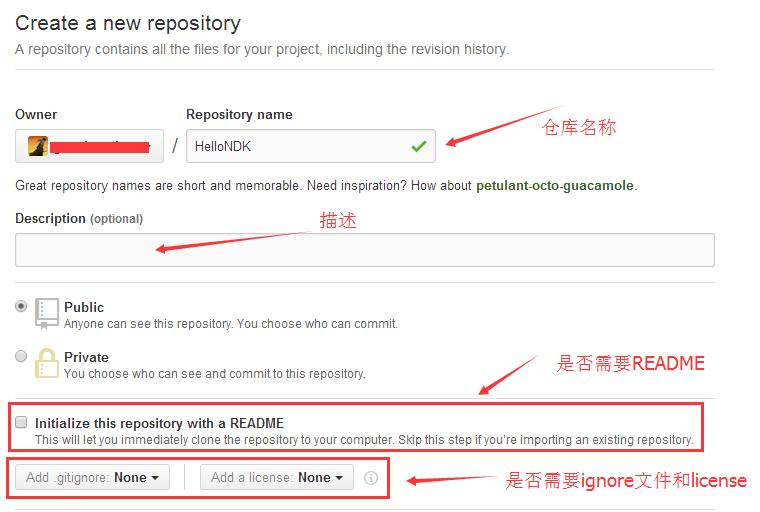 Create a new repository
A repository contains all the files for your project, including the revision history.
Owner
Repository name
/
HelloNDK
仓库名称
Great repository names are short and memorable. Need inspiration? How about petulant-octo-guacamole.
Description (optional)
描述
Public
Anyone can see this repository. You choose who can commit.
Private
You choose who can see and commit to this repository.
是否需要README
Initialize this repository with a README
This will let you immediately clone the repository to your computer. Skip this step if you're importing an existing repository.
Add .gitignore: None
Add a license: None
是否需要ignore文件和license